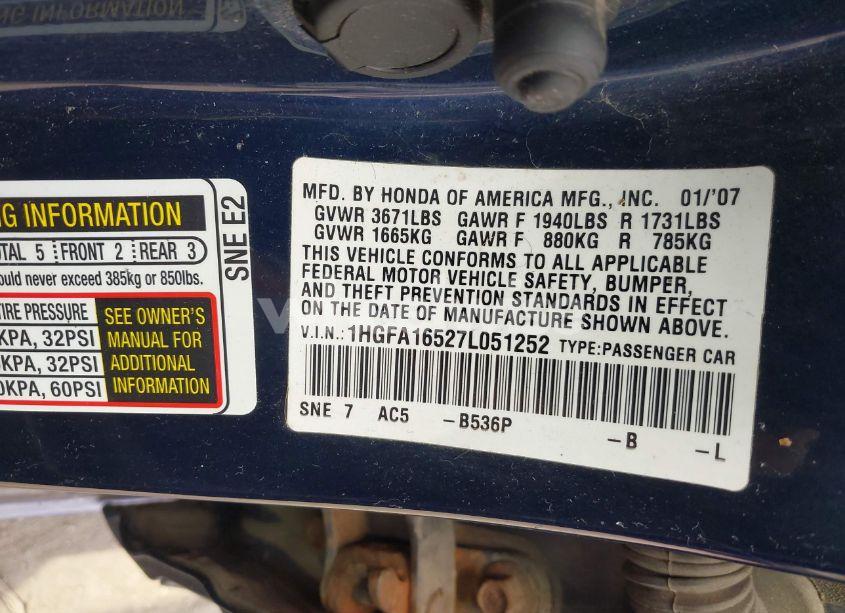 NG INFORMATION
OTAL 5 FRONT 2 REAR 3
ould never exceed 385kg or 850lbs.
TIRE PRESSURE
KPA, 32PSI
KPA, 32PSI
0KPA, 60PSI
SEE OWNER'S
MANUAL FOR
ADDITIONAL
INFORMATION
SNE E2
MFD. BY HONDA OF AMERICA MFG., INC. 01/'07
GVWR 3671LBS GAWR F 1940LBS R 1731LBS
GVWR 1665KG GAWR F 880KG R 785KG
THIS VEHICLE CONFORMS TO ALL APPLICABLE
FEDERAL MOTOR VEHICLE SAFETY, BUMPER,
AND THEFT PREVENTION STANDARDS IN EFFECT
ON THE DATE OF MANUFACTURE SHOWN ABOVE.
V.I.N.: 1HGFA16527L051252 TYPE:PASSENGER CAR
SNE 7 AC5 -B536P -B -L